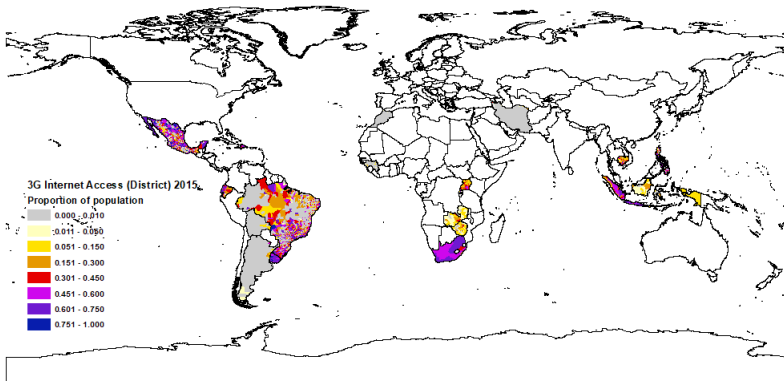 3G Internet Access (District) 2015
Proportion of population
0.000 - 0.010
0.011 - 0.050
0.051 - 0.150
0.151 - 0.300
0.301 - 0.450
0.451 - 0.600
0.601 - 0.750
0.751 - 1.000